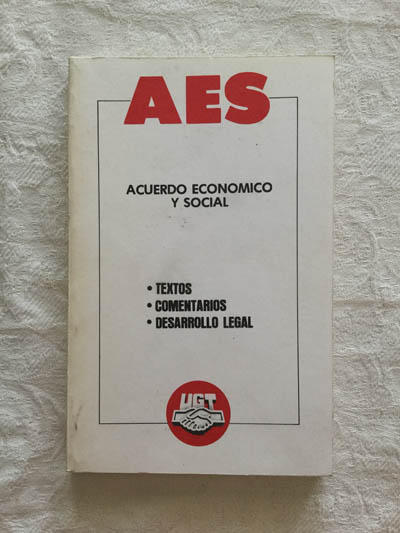 AES
ACUERDO ECONOMICO
Y SOCIAL
• TEXTOS
• COMENTARIOS
• DESARROLLO LEGAL
UGT